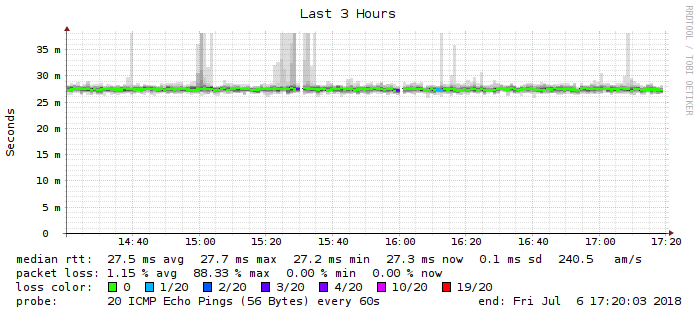 Last 3 Hours
RRDTOOL / TOBI OETIKER
Seconds
35 m
30 m
25 m
20 m
15 m
10 m
5 m
0
14:40 15:00 15:20 15:40 16:00 16:20 16:40 17:00 17:20
median rtt: 27.5 ms avg 27.7 ms max 27.2 ms min 27.3 ms now 0.1 ms sd 240.5 am/s
packet loss: 1.15 % avg 88.33 % max 0.00 % min 0.00 % now
loss color: 0 1/20 2/20 3/20 4/20 10/20 19/20
probe: 20 ICMP Echo Pings (56 Bytes) every 60s end: Fri Jul 6 17:20:03 2018